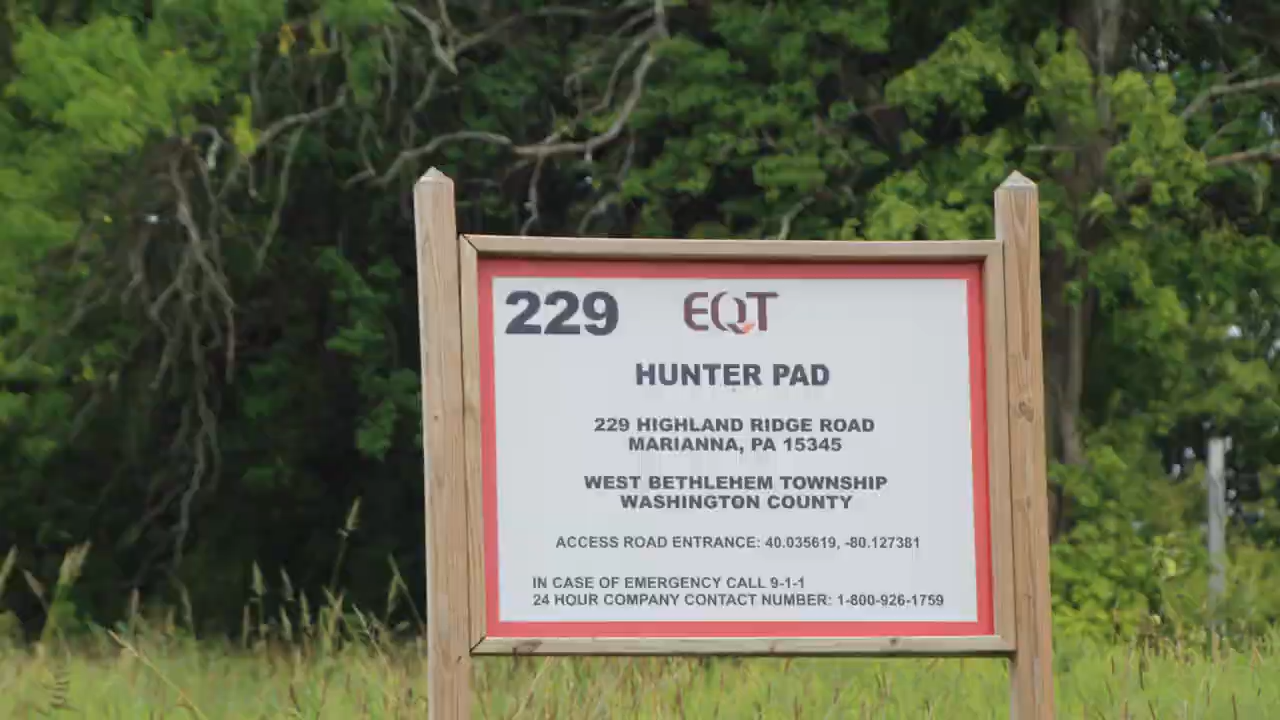 229 EQT
HUNTER PAD
229 HIGHLAND RIDGE ROAD
MARIANNA, PA 15345
WEST BETHLEHEM TOWNSHIP
WASHINGTON COUNTY
ACCESS ROAD ENTRANCE: 40.035619, -80.127381
IN CASE OF EMERGENCY CALL 9-1-1
24 HOUR COMPANY CONTACT NUMBER: 1-800-926-1759